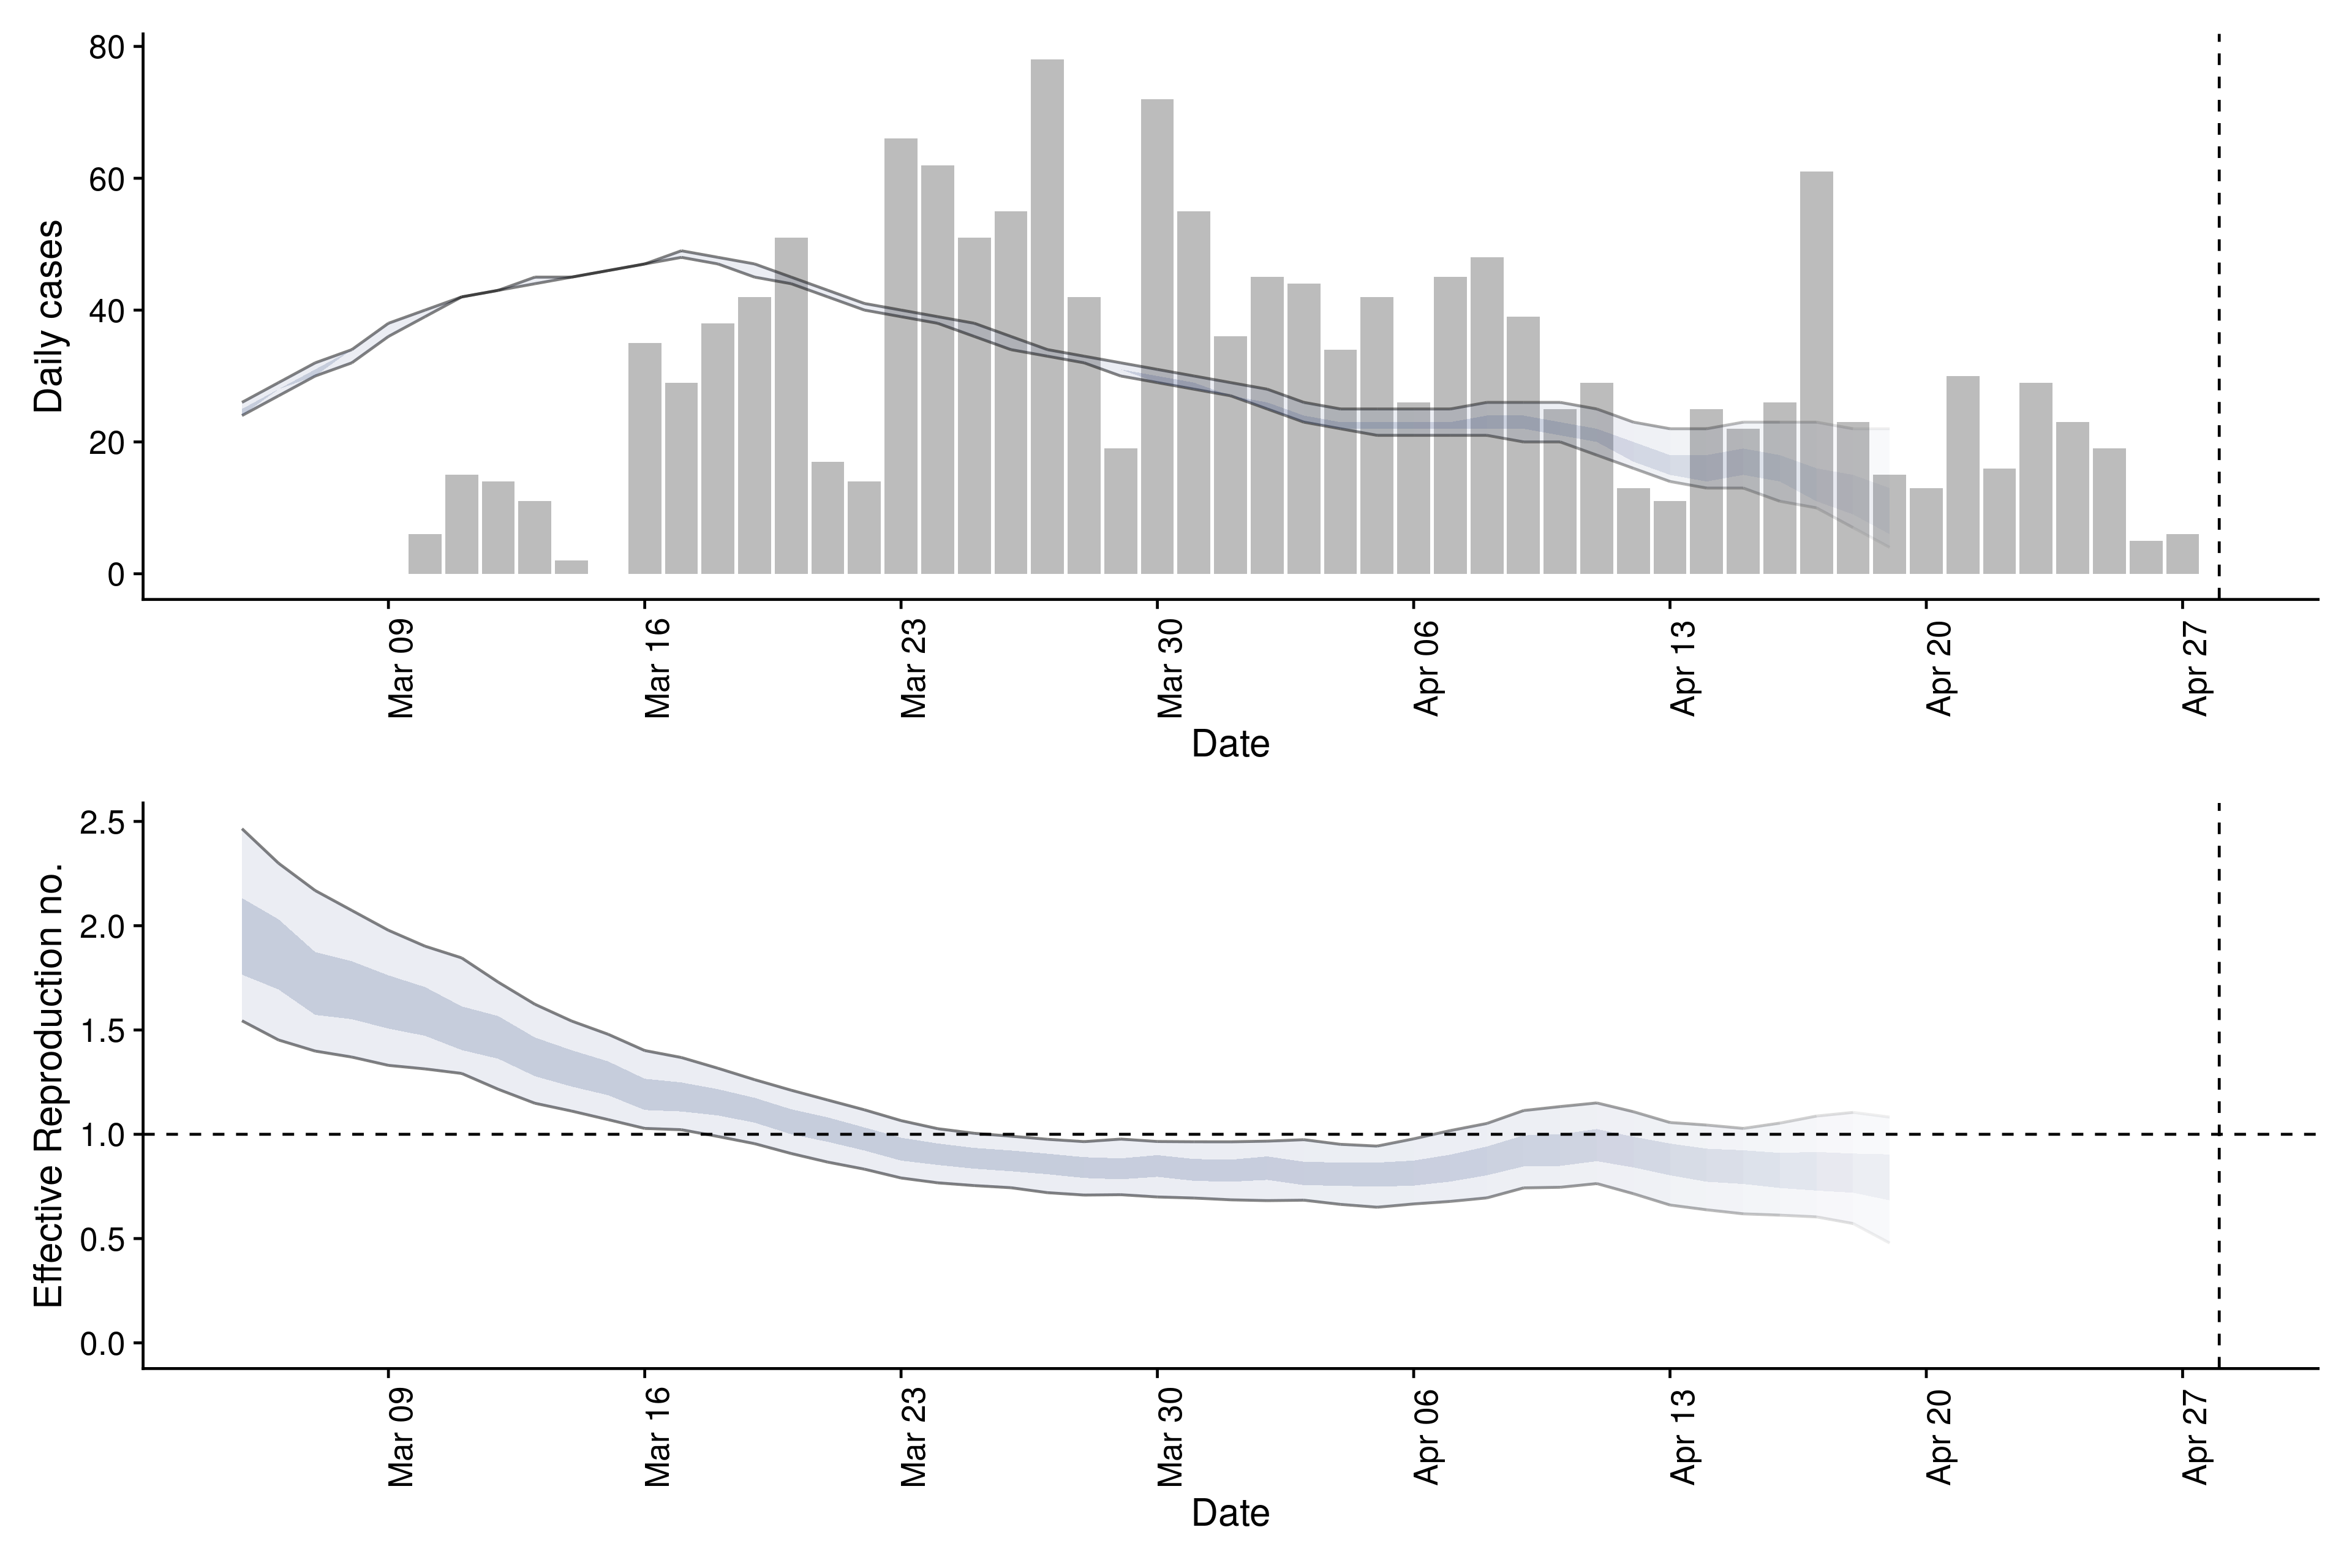 80
60
40
20
0
Daily cases
Mar 09
Mar 16
Mar 23
Mar 30
Apr 06
Apr 13
Apr 20
Apr 27
Date
2.5
2.0
1.5
1.0
0.5
0.0
Effective Reproduction no.
Mar 09
Mar 16
Mar 23
Mar 30
Apr 06
Apr 13
Apr 20
Apr 27
Date